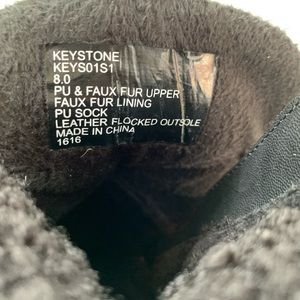 KEYSTONE
KEYS01S1
8.0
PU & FAUX FUR UPPER
FAUX FUR LINING
PU SOCK
LEATHER FLOCKED OUTSOLE
MADE IN CHINA
1616